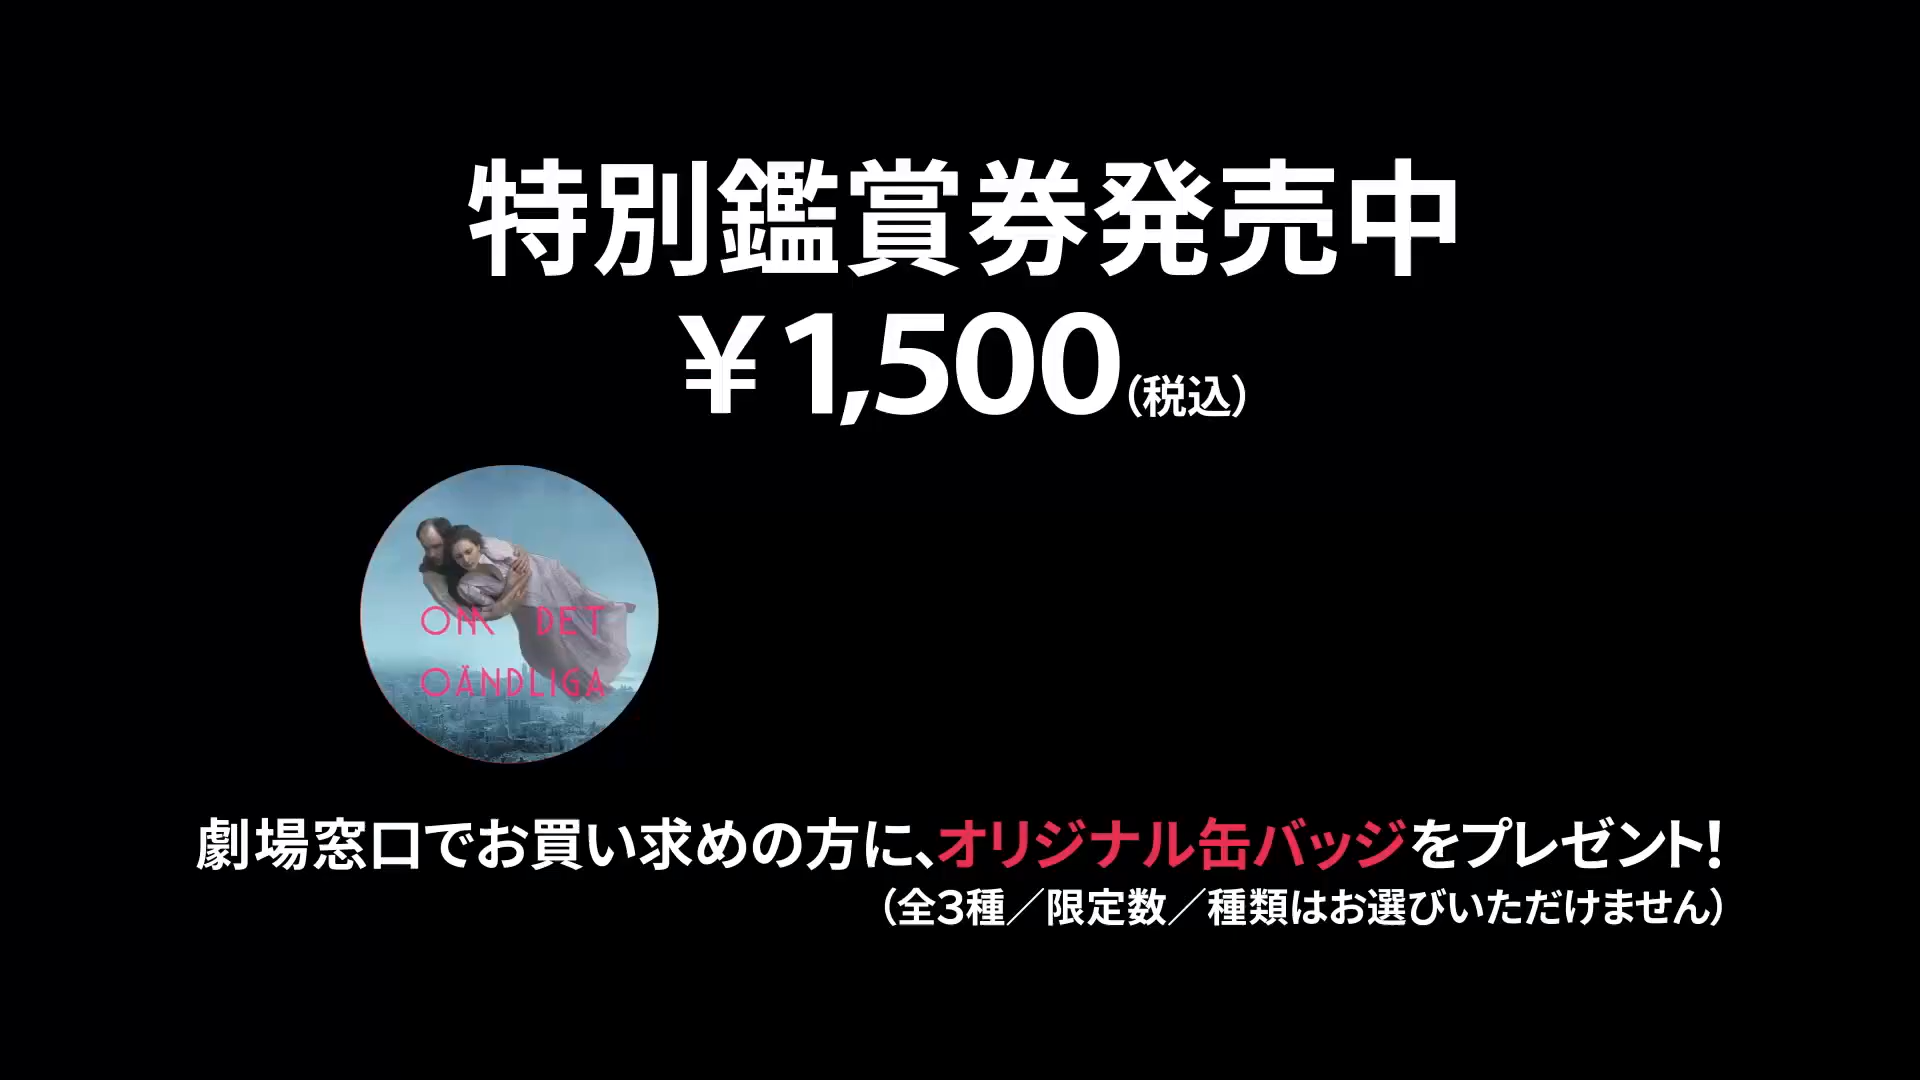 特別鑑賞券発売中
¥1,500(税込)
OM DET
OÄNDLIGA
劇場窓口でお買い求めの方に、オリジナル缶バッジをプレゼント!
(全3種/限定数/種類はお選びいただけません)